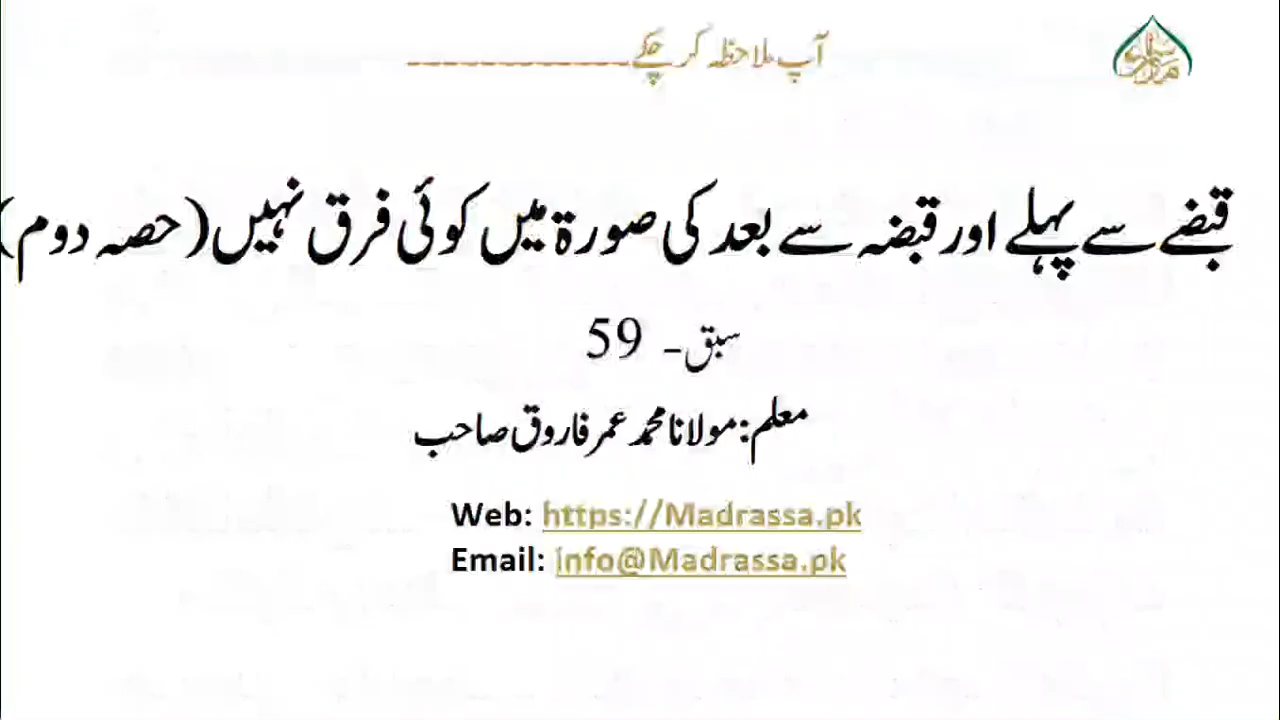 آپ ملاحظہ کر چکے ------------
قبضے سے پہلے اور قبضہ سے بعد کی صورۃ میں کوئی فرق نہیں (حصہ دوم)
سبق - 59
معلم: مولانا محمد عمر فاروق صاحب
Web: https://Madrassa.pk
Email: info@Madrassa.pk